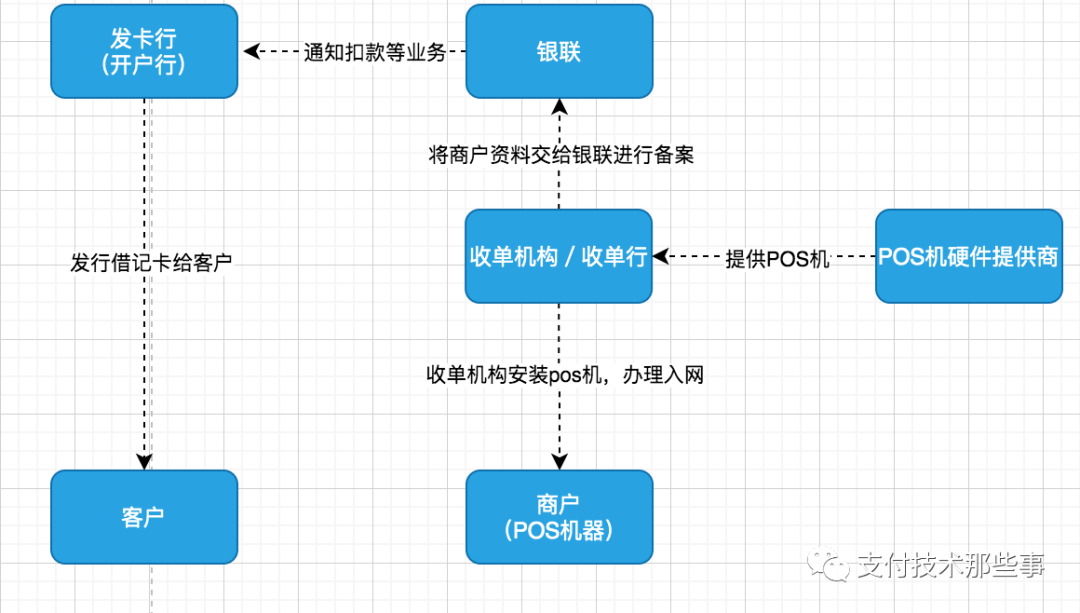 发卡行
（开户行）
通知扣款等业务
银联
将商户资料交给银联进行备案
发行借记卡给客户
收单机构 / 收单行
提供POS机
POS机硬件提供商
收单机构安装pos机，办理入网
客户
商户
（POS机器）
支付技术那些事